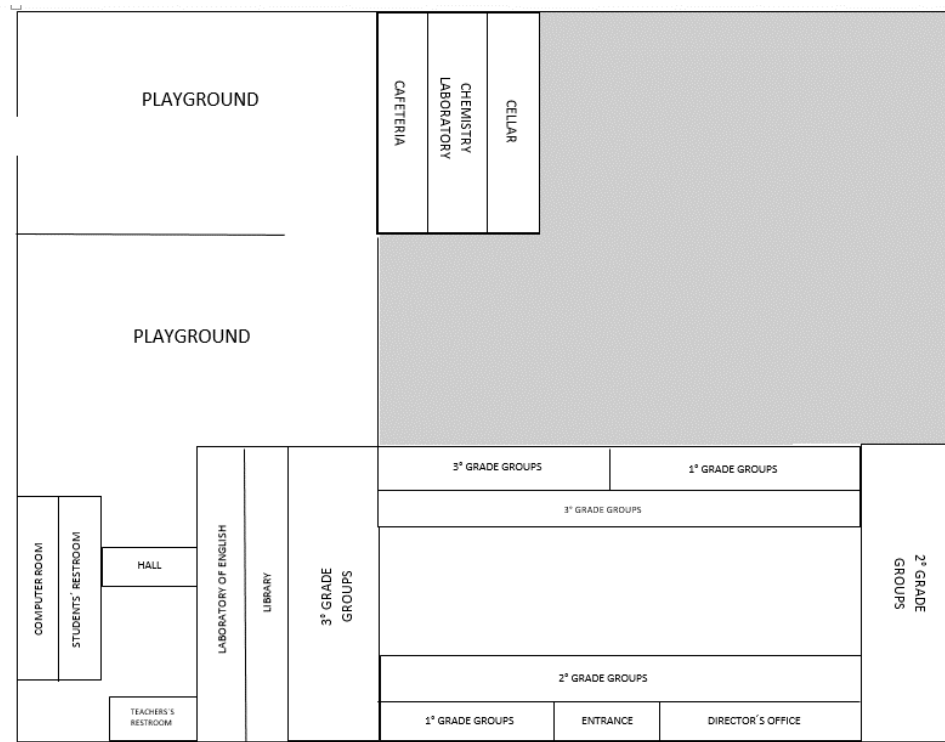 PLAYGROUND
CAFETERIA
CHEMISTRY
LABORATORY
CELLAR
PLAYGROUND
3° GRADE GROUPS
1° GRADE GROUPS
3° GRADE GROUPS
COMPUTER ROOM
STUDENTS´ RESTROOM
HALL
LABORATORY OF ENGLISH
LIBRARY
3° GRADE
GROUPS
2° GRADE
GROUPS
2° GRADE GROUPS
TEACHERS´S
RESTROOM
1° GRADE GROUPS
ENTRANCE
DIRECTOR´S OFFICE